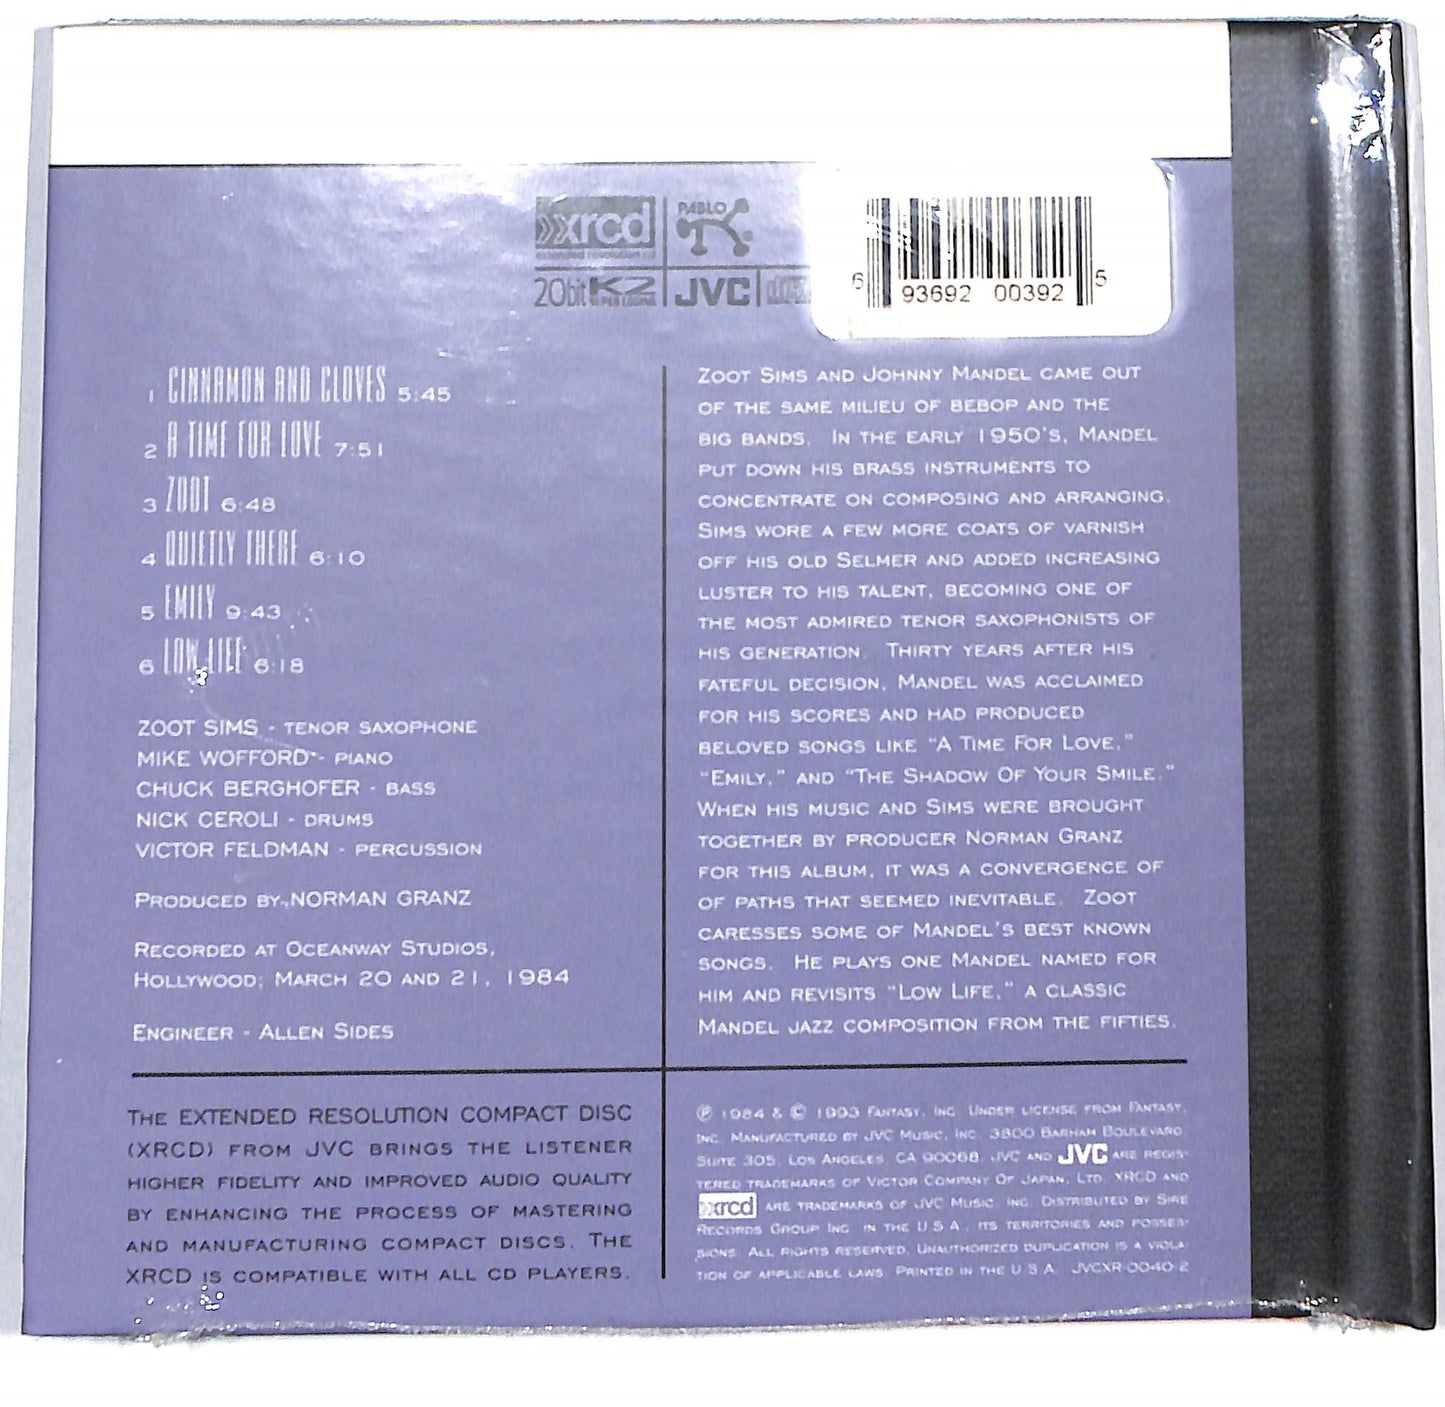 xrcd
extended resolution cd
PABLO
20bit K2
JVC
6 93692 00392 5
1 CINNAMON AND CLOVES 5:45
2 A TIME FOR LOVE 7:51
3 ZOOT 6:48
4 QUIETLY THERE 6:10
5 EMILY 9:43
6 LOW LIFE 6:18
ZOOT SIMS - TENOR SAXOPHONE
MIKE WOFFORD - PIANO
CHUCK BERGHOFER - BASS
NICK CEROLI - DRUMS
VICTOR FELDMAN - PERCUSSION
PRODUCED BY NORMAN GRANZ
RECORDED AT OCEANWAY STUDIOS,
HOLLYWOOD; MARCH 20 AND 21, 1984
ENGINEER - ALLEN SIDES
ZOOT SIMS AND JOHNNY MANDEL CAME OUT
OF THE SAME MILIEU OF BEBOP AND THE
BIG BANDS. IN THE EARLY 1950'S, MANDEL
PUT DOWN HIS BRASS INSTRUMENTS TO
CONCENTRATE ON COMPOSING AND ARRANGING.
SIMS WORE A FEW MORE COATS OF VARNISH
OFF HIS OLD SELMER AND ADDED INCREASING
LUSTER TO HIS TALENT, BECOMING ONE OF
THE MOST ADMIRED TENOR SAXOPHONISTS OF
HIS GENERATION. THIRTY YEARS AFTER HIS
FATEFUL DECISION, MANDEL WAS ACCLAIMED
FOR HIS SCORES AND HAD PRODUCED
BELOVED SONGS LIKE "A TIME FOR LOVE,"
"EMILY," AND "THE SHADOW OF YOUR SMILE."
WHEN HIS MUSIC AND SIMS WERE BROUGHT
TOGETHER BY PRODUCER NORMAN GRANZ
FOR THIS ALBUM, IT WAS A CONVERGENCE OF
OF PATHS THAT SEEMED INEVITABLE. ZOOT
CARESSES SOME OF MANDEL'S BEST KNOWN
SONGS. HE PLAYS ONE MANDEL NAMED FOR
HIM AND REVISITS "LOW LIFE," A CLASSIC
MANDEL JAZZ COMPOSITION FROM THE FIFTIES.
THE EXTENDED RESOLUTION COMPACT DISC
(XRCD) FROM JVC BRINGS THE LISTENER
HIGHER FIDELITY AND IMPROVED AUDIO QUALITY
BY ENHANCING THE PROCESS OF MASTERING
AND MANUFACTURING COMPACT DISCS. THE
XRCD IS COMPATIBLE WITH ALL CD PLAYERS.
℗ 1984 & © 1993 FANTASY, INC. UNDER LICENSE FROM FANTASY,
INC. MANUFACTURED BY JVC MUSIC, INC. 3800 BARHAM BOULEVARD,
SUITE 305, LOS ANGELES, CA 90068. JVC AND JVC ARE REGIS-
TERED TRADEMARKS OF VICTOR COMPANY OF JAPAN, LTD. XRCD AND
xrcd ARE TRADEMARKS OF JVC MUSIC, INC. DISTRIBUTED BY SIRE
RECORDS GROUP INC. IN THE U.S.A., ITS TERRITORIES AND POSSES-
SIONS. ALL RIGHTS RESERVED. UNAUTHORIZED DUPLICATION IS A VIOLA-
TION OF APPLICABLE LAWS. PRINTED IN THE U.S.A. JVCXR-0040-2